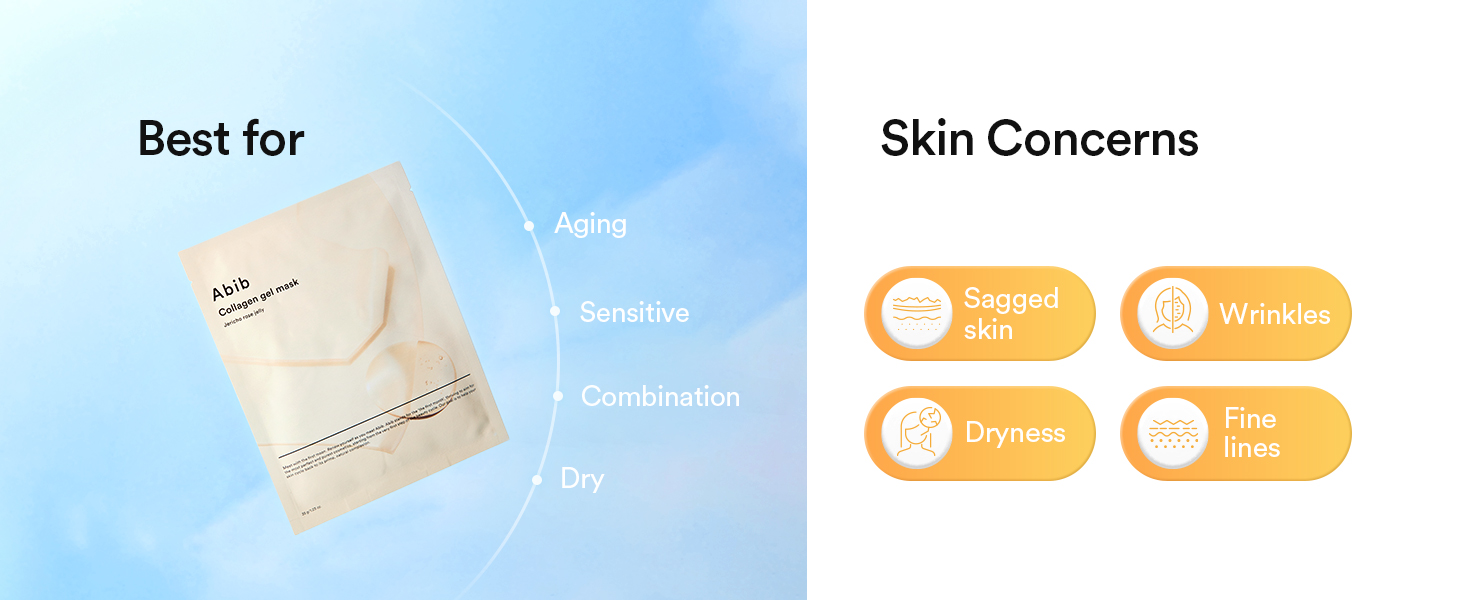 Best for
Abib
Collagen gel mask
Jericho rose jelly
Aging
Sensitive
Combination
Dry
Skin Concerns
Sagged
skin
Wrinkles
Dryness
Fine
lines